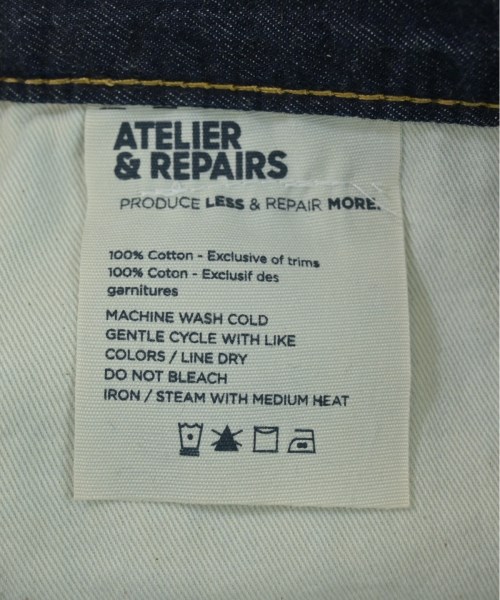 ATELIER
& REPAIRS
PRODUCE LESS & REPAIR MORE.
100% Cotton - Exclusive of trims
100% Coton - Exclusif des
garnitures
MACHINE WASH COLD
GENTLE CYCLE WITH LIKE
COLORS / LINE DRY
DO NOT BLEACH
IRON / STEAM WITH MEDIUM HEAT